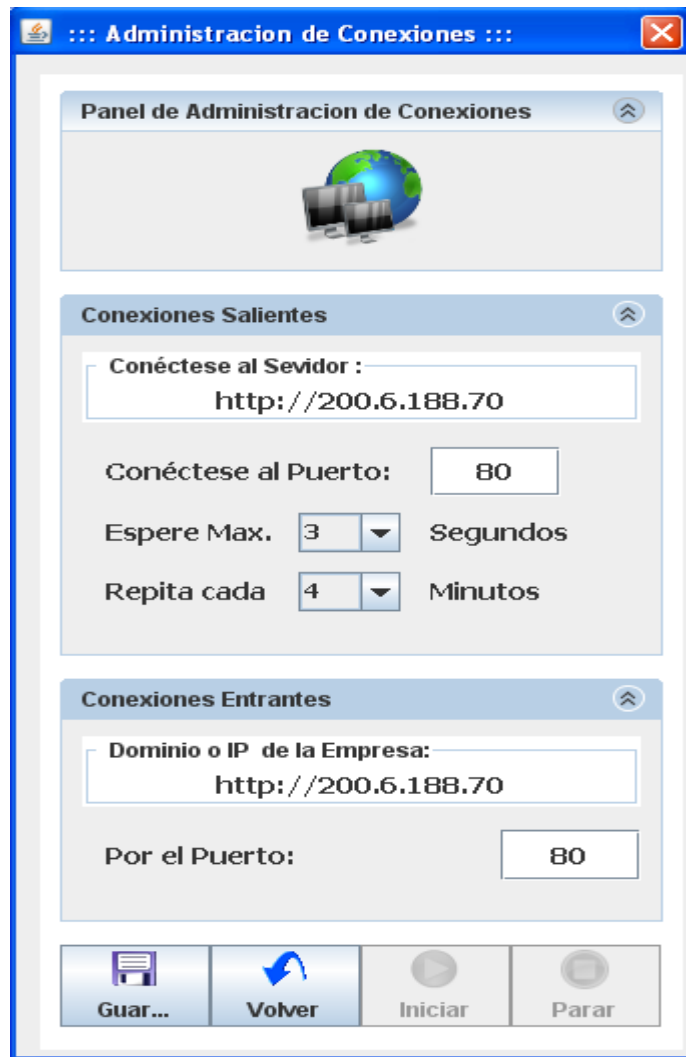 ::: Administracion de Conexiones :::
Panel de Administracion de Conexiones
Conexiones Salientes
Conéctese al Sevidor :
http://200.6.188.70
Conéctese al Puerto: 80
Espere Max. 3 Segundos
Repita cada 4 Minutos
Conexiones Entrantes
Dominio o IP de la Empresa:
http://200.6.188.70
Por el Puerto: 80
Guar... Volver Iniciar Parar